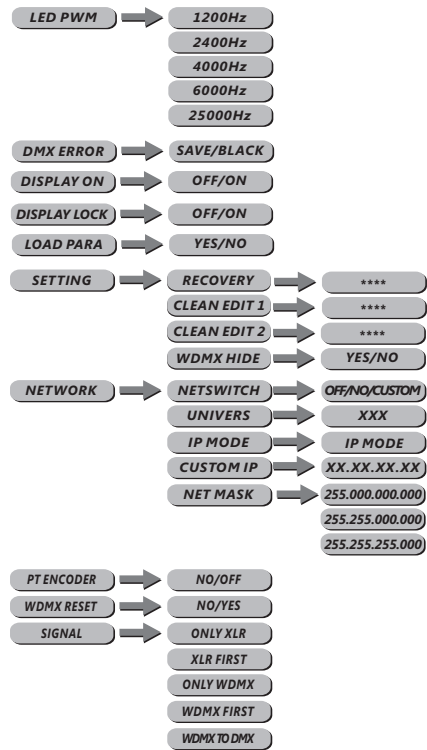 LED PWM 1200Hz
2400Hz
4000Hz
6000Hz
25000Hz
DMX ERROR SAVE/BLACK
DISPLAY ON OFF/ON
DISPLAY LOCK OFF/ON
LOAD PARA YES/NO
SETTING RECOVERY ****
CLEAN EDIT 1 ****
CLEAN EDIT 2 ****
WDMX HIDE YES/NO
NETWORK NETSWITCH OFF/NO/CUSTOM
UNIVERS XXX
IP MODE IP MODE
CUSTOM IP XX.XX.XX.XX
NET MASK 255.000.000.000
255.255.000.000
255.255.255.000
PT ENCODER NO/OFF
WDMX RESET NO/YES
SIGNAL ONLY XLR
XLR FIRST
ONLY WDMX
WDMX FIRST
WDMX TO DMX